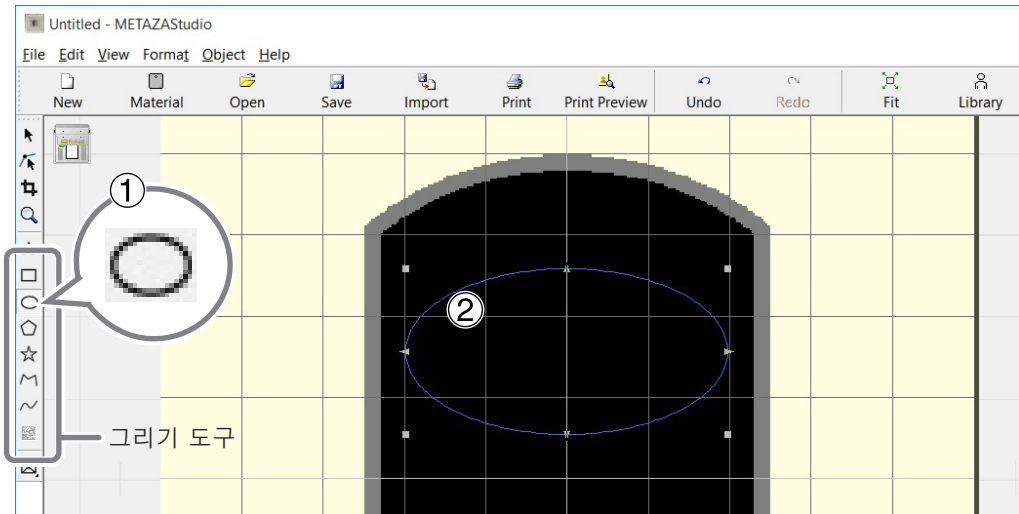 Untitled - METAZAStudio
File Edit View Format Object Help
New Material Open Save Import Print Print Preview Undo Redo Fit Library
①
②
그리기 도구